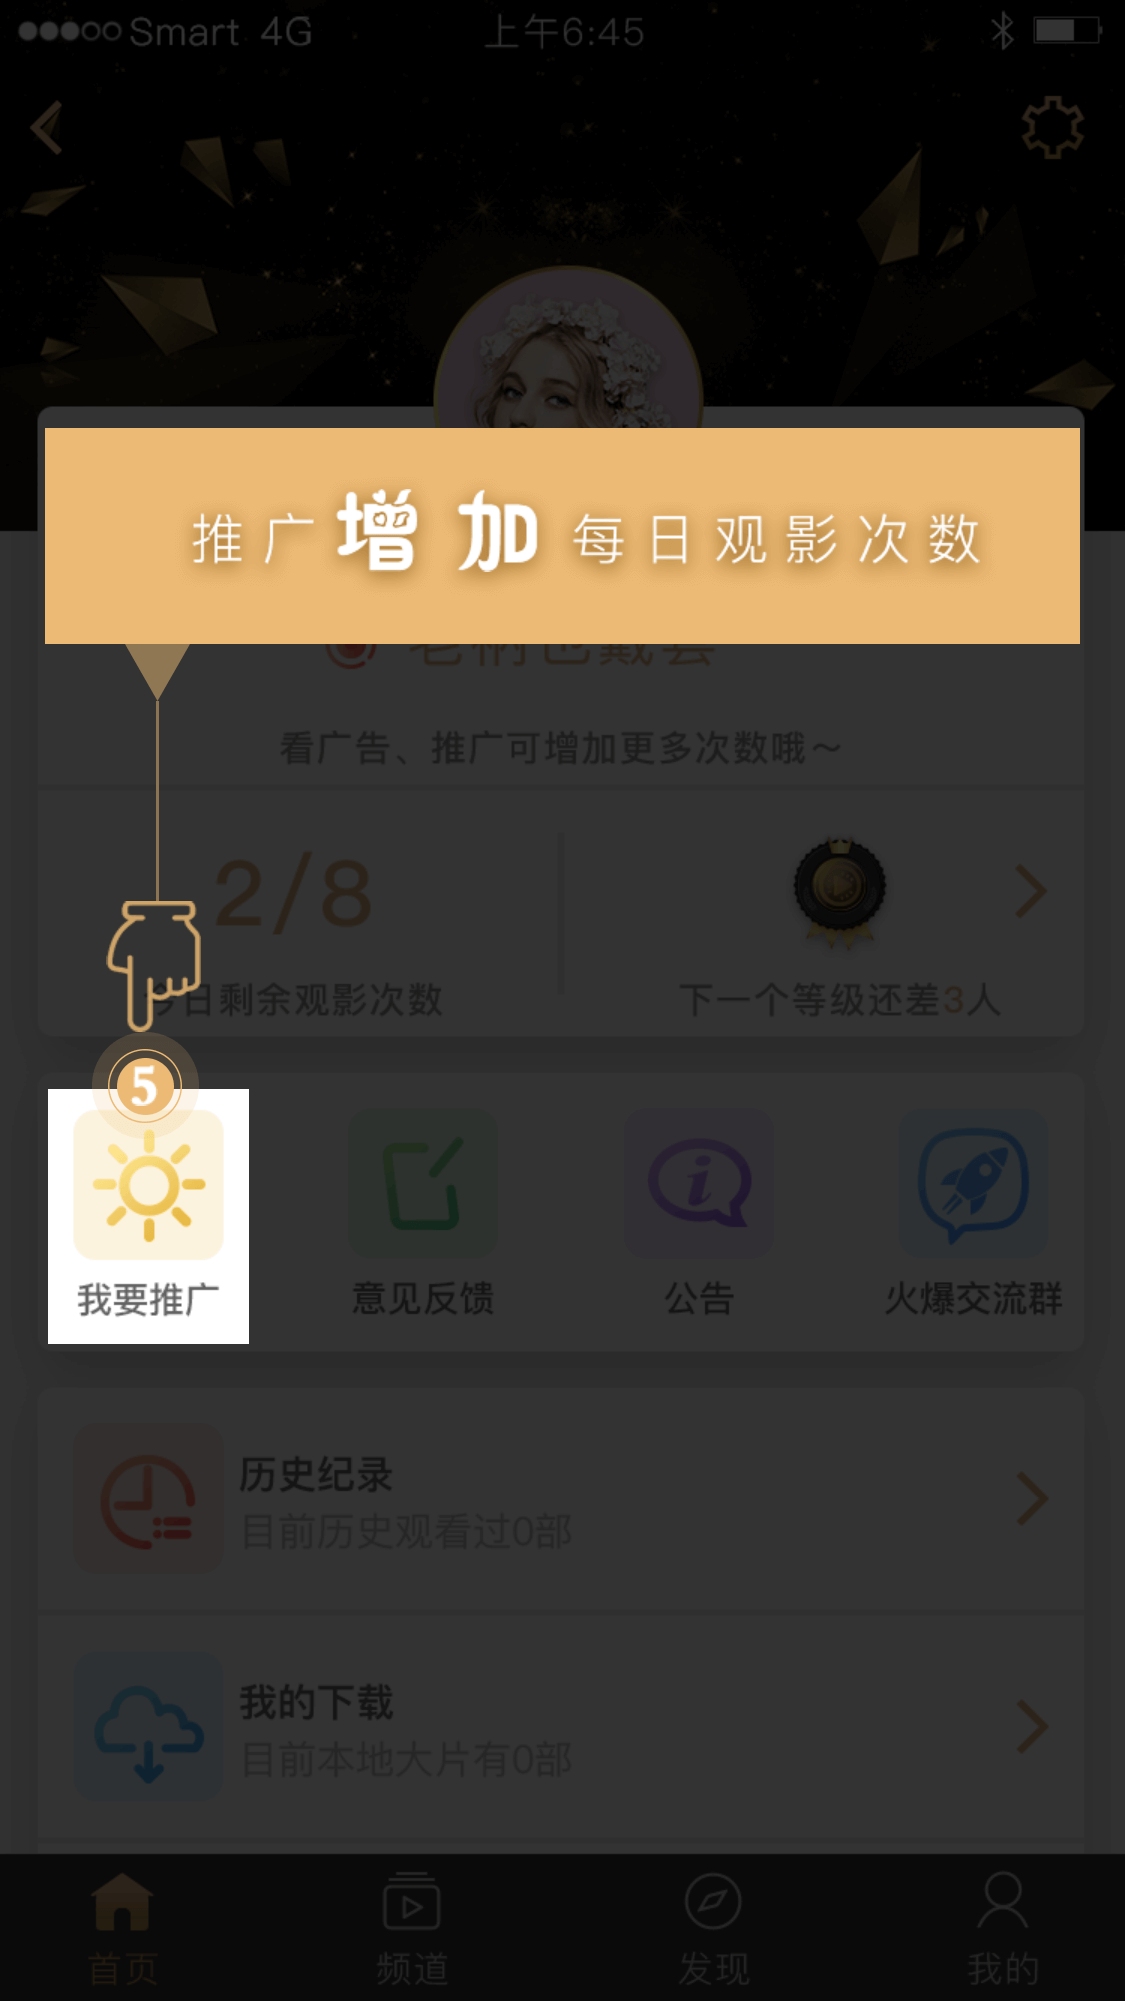 Smart 4G 上午6:45
推广增加每日观影次数
看广告、推广可增加更多次数哦～
2/8
今日剩余观影次数
下一个等级还差3人
5
我要推广
意见反馈
公告
火爆交流群
历史纪录
目前历史观看过0部
我的下载
目前本地大片有0部
首页
频道
发现
我的